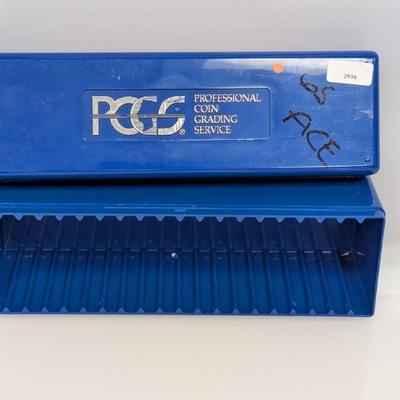 PCGS®
PROFESSIONAL
COIN
GRADING
SERVICE
2936
ACE